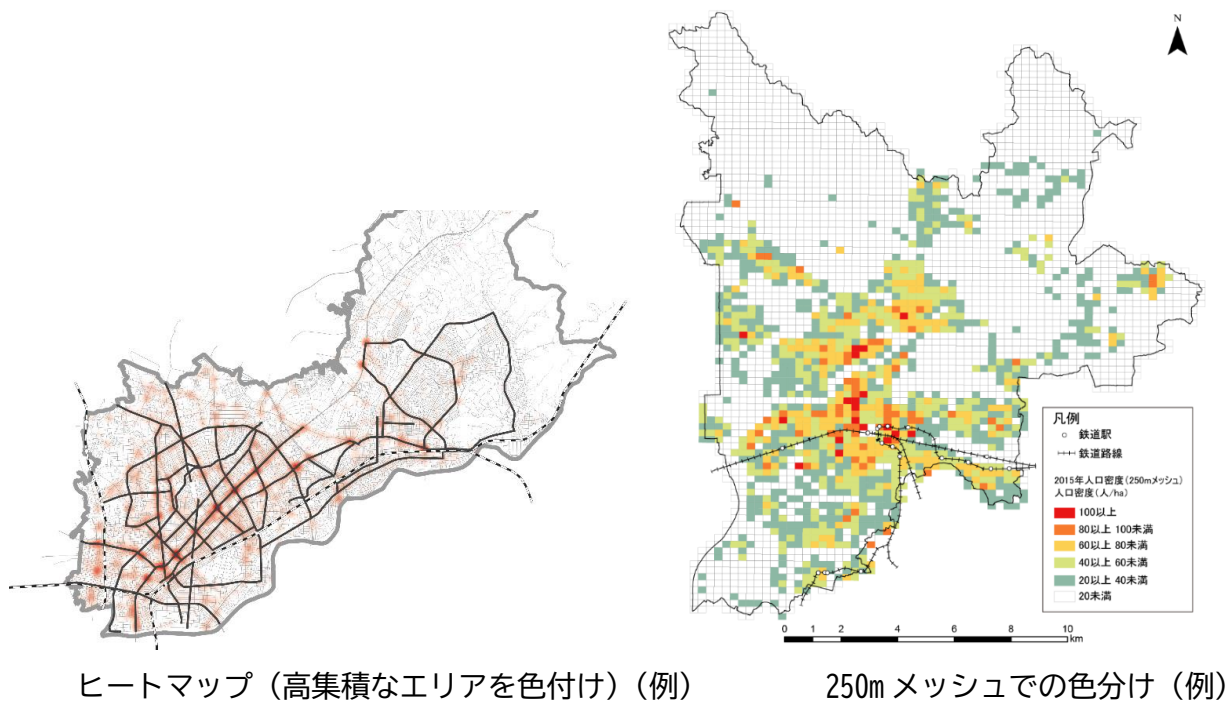 N
凡例
鉄道駅
鉄道路線
2015年人口密度(250mメッシュ)
人口密度(人/ha)
100以上
80以上 100未満
60以上 80未満
40以上 60未満
20以上 40未満
20未満
0 1 2 4 6 8 10
km
ヒートマップ（高集積なエリアを色付け）（例）
250m メッシュでの色分け（例）